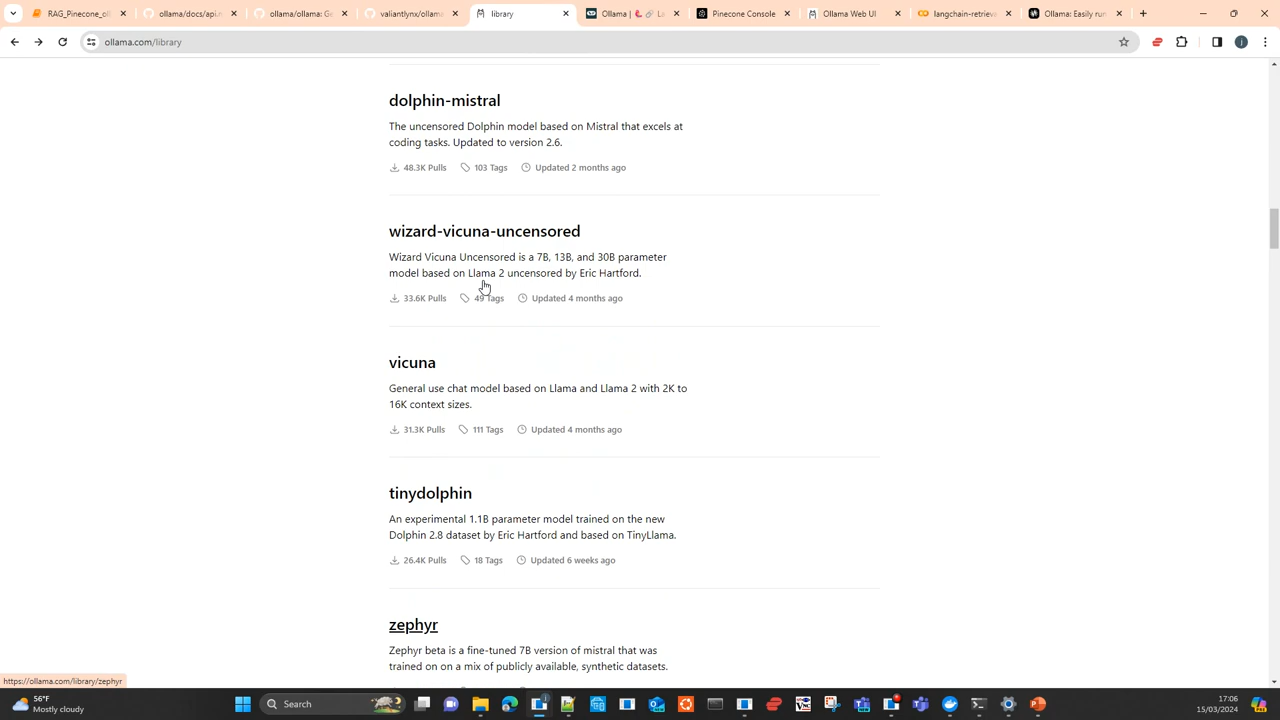 RAG_Pinecone_oll
ollama/docs/api.m
ollama/ollama: Ge
valiantlynx/ollama
library
Ollama | 🦜️🔗 La
Pinecone Console
Ollama Web UI
langchain-retrieva
Ollama: Easily run
ollama.com/library
dolphin-mistral
The uncensored Dolphin model based on Mistral that excels at
coding tasks. Updated to version 2.6.
48.3K Pulls 103 Tags Updated 2 months ago
wizard-vicuna-uncensored
Wizard Vicuna Uncensored is a 7B, 13B, and 30B parameter
model based on Llama 2 uncensored by Eric Hartford.
33.6K Pulls 49 Tags Updated 4 months ago
vicuna
General use chat model based on Llama and Llama 2 with 2K to
16K context sizes.
31.3K Pulls 111 Tags Updated 4 months ago
tinydolphin
An experimental 1.1B parameter model trained on the new
Dolphin 2.8 dataset by Eric Hartford and based on TinyLlama.
26.4K Pulls 18 Tags Updated 6 weeks ago
zephyr
Zephyr beta is a fine-tuned 7B version of mistral that was
trained on on a mix of publicly available, synthetic datasets.
https://ollama.com/library/zephyr
56°F
Mostly cloudy
Search
17:06
15/03/2024